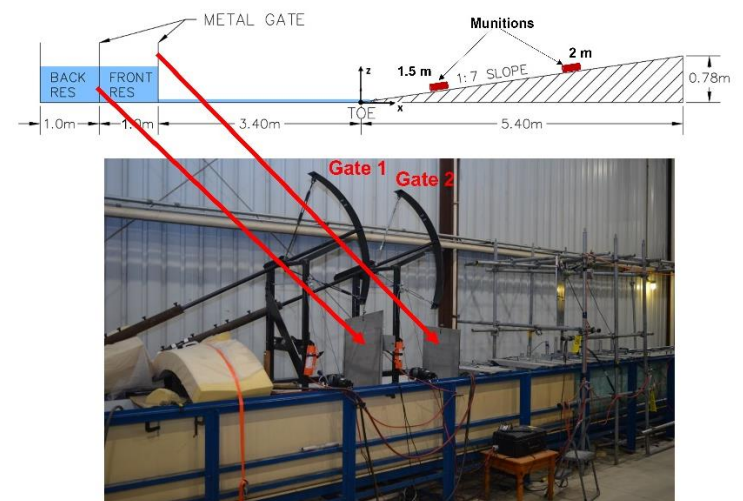 METAL GATE
Munitions
2 m
1.5 m
1:7 SLOPE
z
BACK
RES
FRONT
RES
0.78m
TOE
x
1.0m
1.0m
3.40m
5.40m
Gate 1
Gate 2